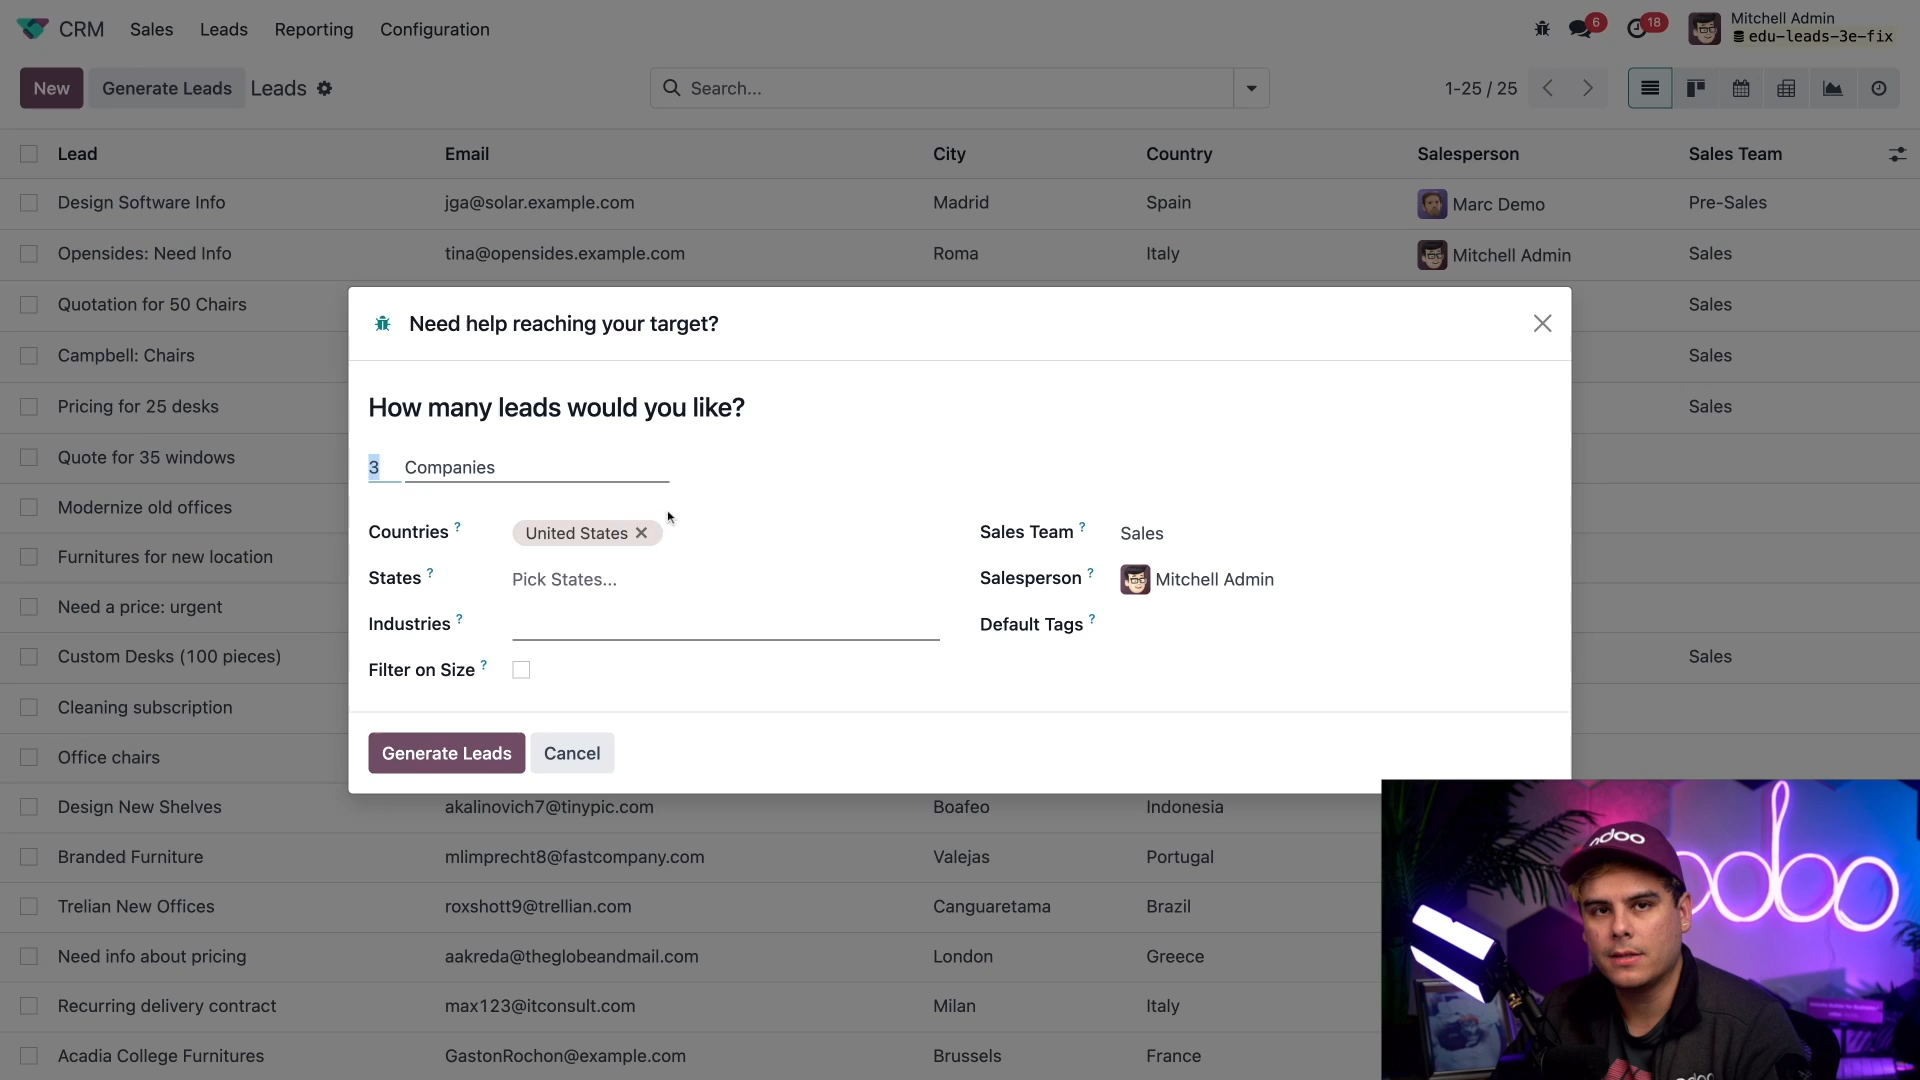 CRM Sales Leads Reporting Configuration 6 18 Mitchell Admin
edu-leads-3e-fix
New Generate Leads Leads Search... 1-25 / 25
Lead Email City Country Salesperson Sales Team
Design Software Info jga@solar.example.com Madrid Spain Marc Demo Pre-Sales
Opensides: Need Info tina@opensides.example.com Roma Italy Mitchell Admin Sales
Quotation for 50 Chairs Sales
Need help reaching your target?
Campbell: Chairs Sales
Pricing for 25 desks Sales
How many leads would you like?
Quote for 35 windows
3 Companies
Modernize old offices
Countries ? United States Sales Team ? Sales
Furnitures for new location
States ? Pick States... Salesperson ? Mitchell Admin
Need a price: urgent
Industries ? Default Tags ?
Custom Desks (100 pieces) Sales
Filter on Size ?
Cleaning subscription
Office chairs
Generate Leads Cancel
Design New Shelves akalinovich7@tinypic.com Boafeo Indonesia
Branded Furniture mlimprecht8@fastcompany.com Valejas Portugal
Trelian New Offices roxshott9@trellian.com Canguaretama Brazil
Need info about pricing aakreda@theglobeandmail.com London Greece
Recurring delivery contract max123@itconsult.com Milan Italy
Acadia College Furnitures GastonRochon@example.com Brussels France
odoo
odoo
odoo